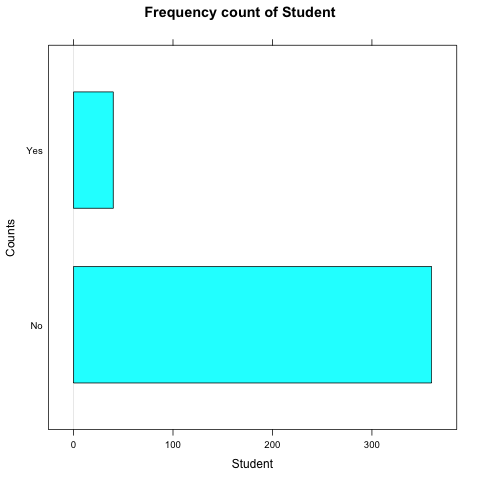 Frequency count of Student
Yes
Counts
No
0 100 200 300
Student